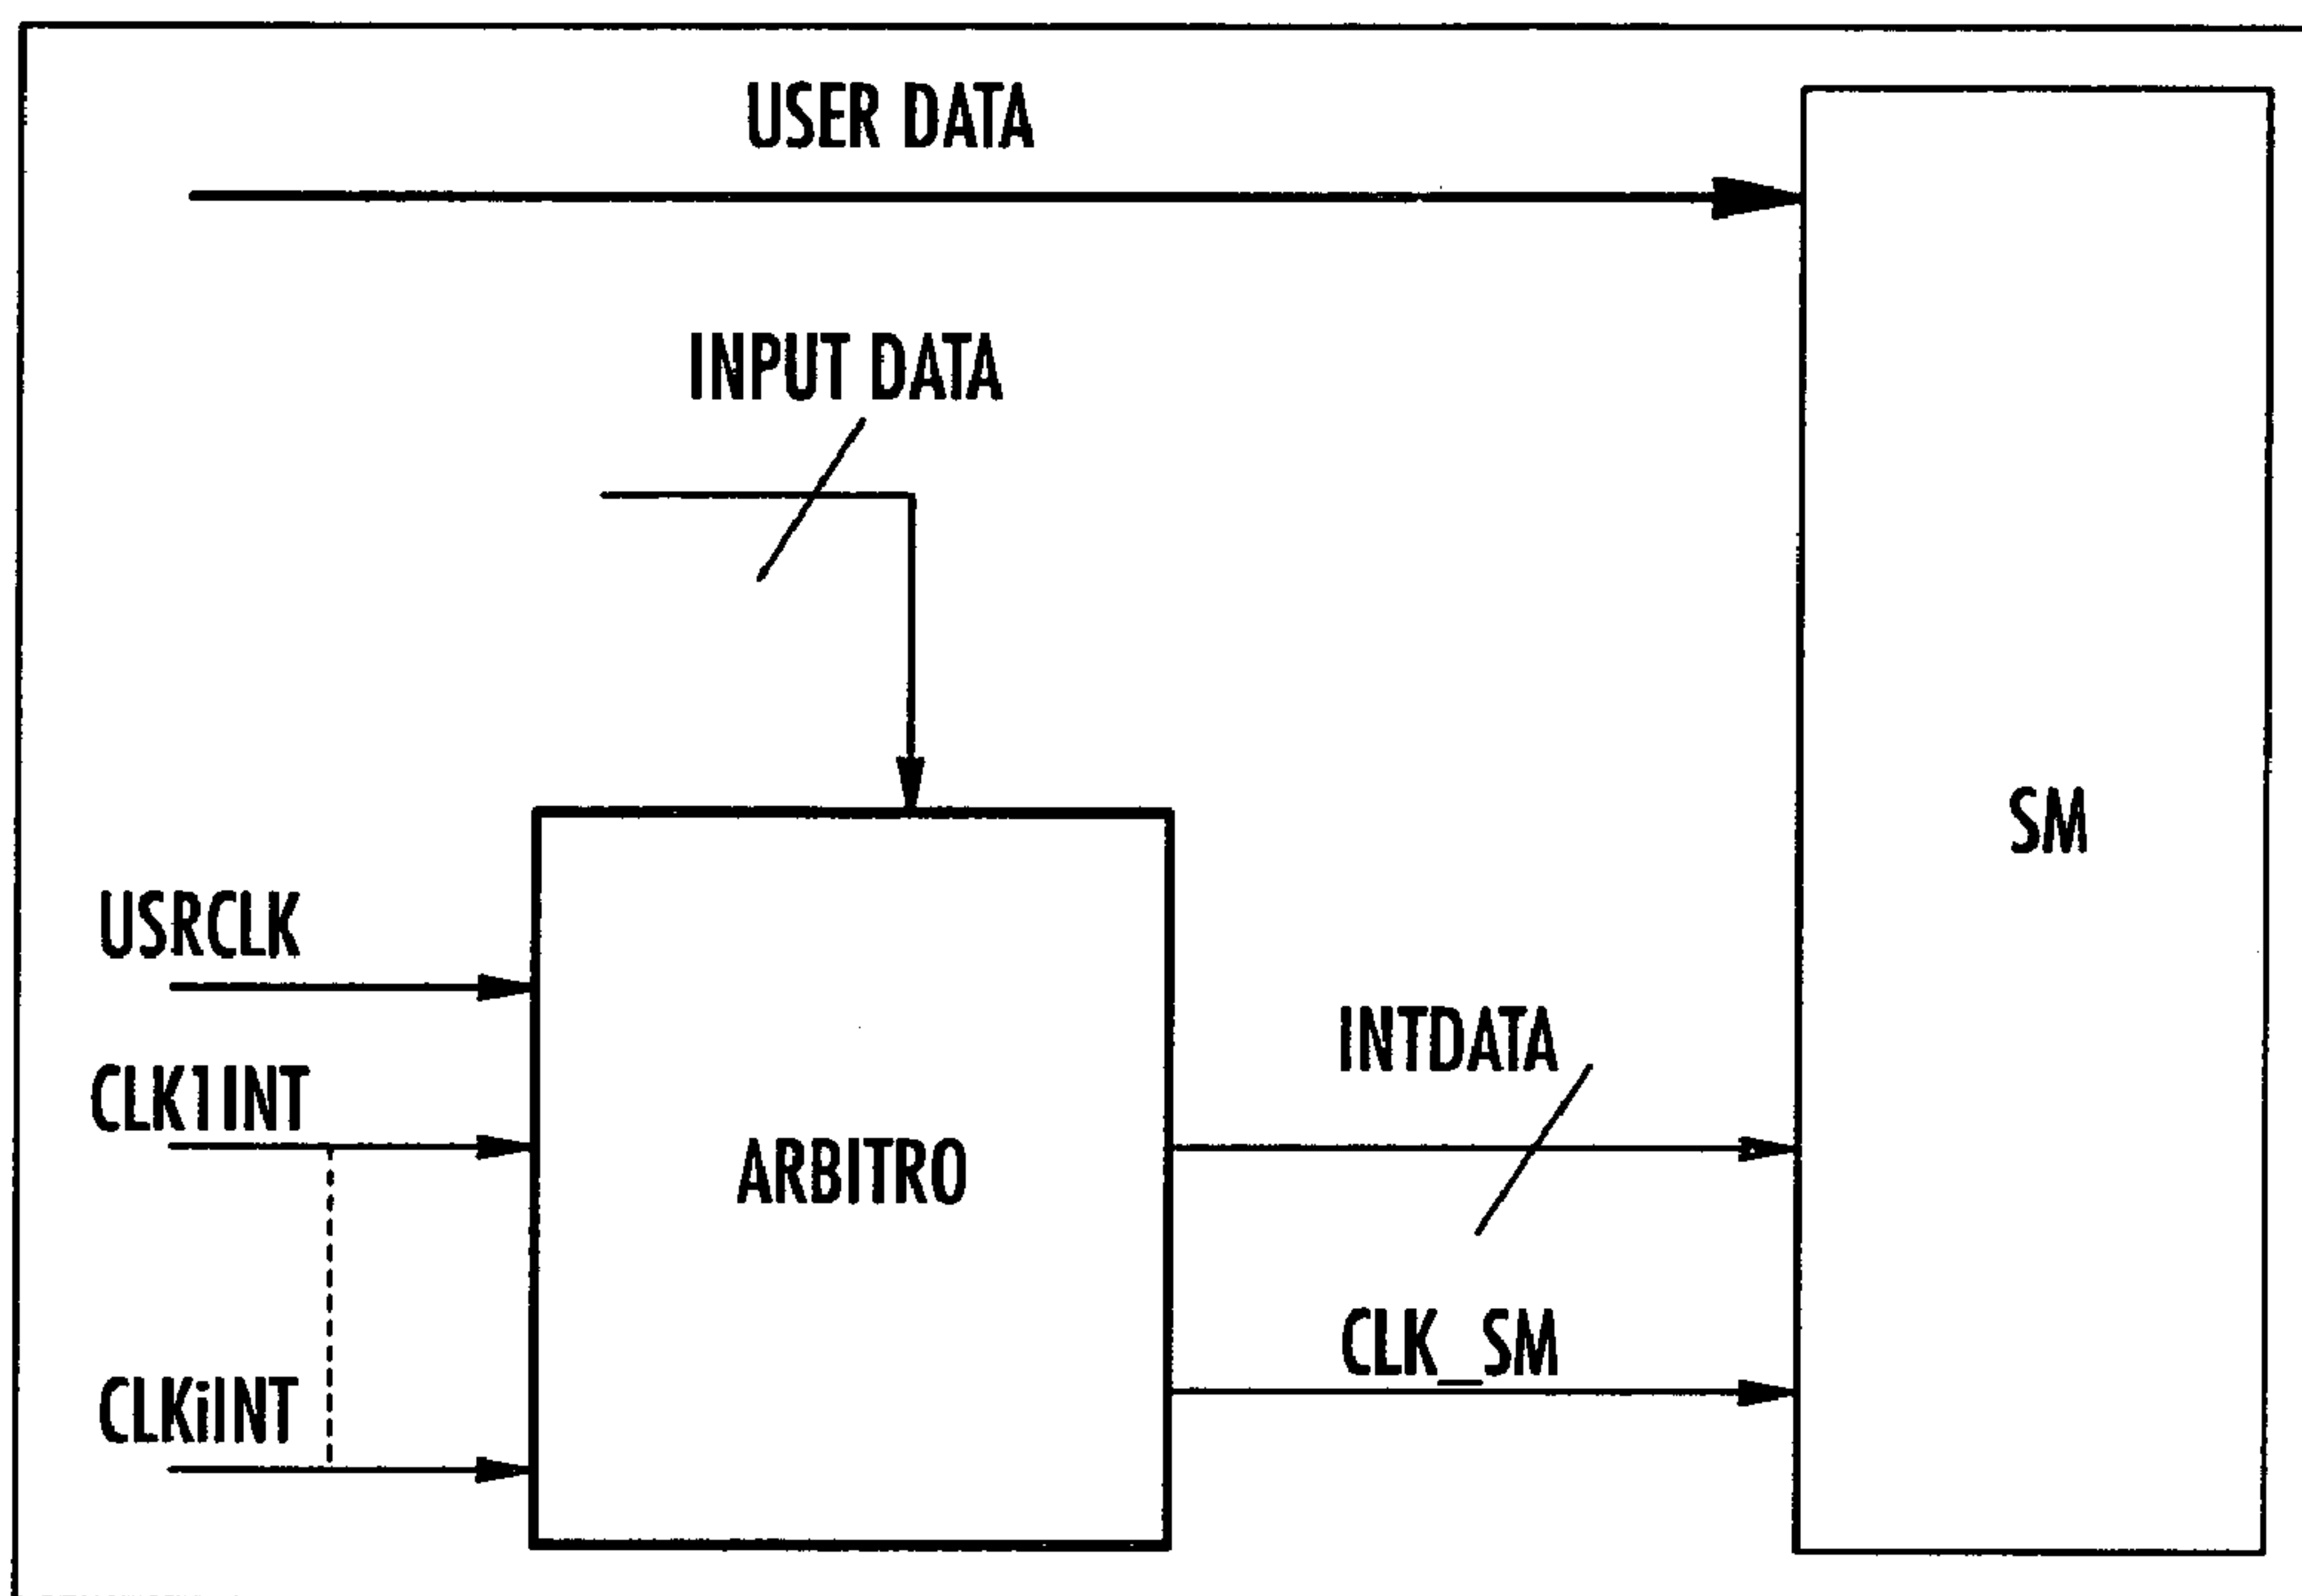 USER DATA
INPUT DATA
SM
USRCLK
INTDATA
CLK1INT
ARBITRO
CLK_SM
CLKiINT